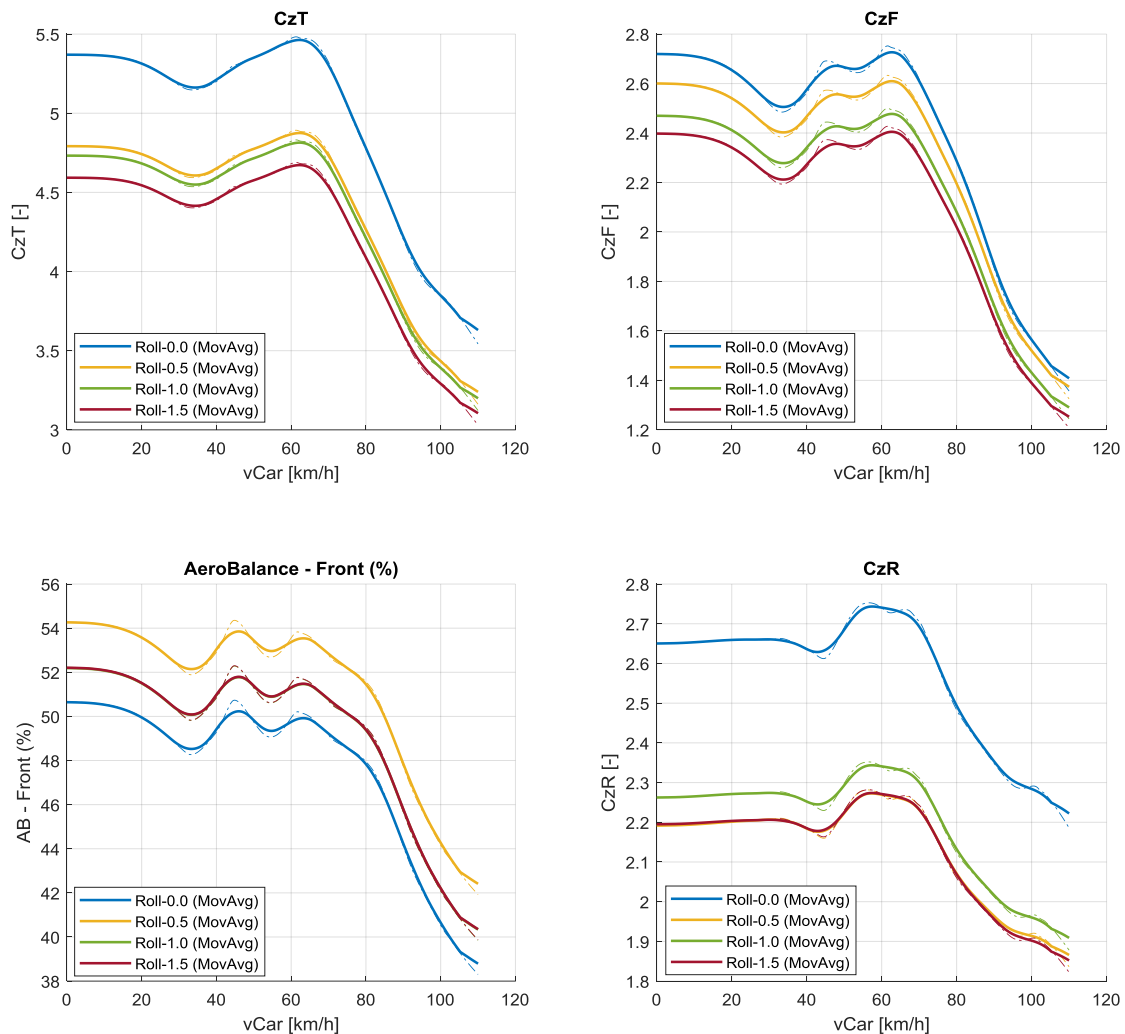 CzT
5.5
5
4.5
4
3.5
3
CzT [-]
0 20 40 60 80 100 120
vCar [km/h]
Roll-0.0 (MovAvg)
Roll-0.5 (MovAvg)
Roll-1.0 (MovAvg)
Roll-1.5 (MovAvg)
CzF
2.8
2.6
2.4
2.2
2
1.8
1.6
1.4
1.2
CzF [-]
0 20 40 60 80 100 120
vCar [km/h]
Roll-0.0 (MovAvg)
Roll-0.5 (MovAvg)
Roll-1.0 (MovAvg)
Roll-1.5 (MovAvg)
AeroBalance - Front (%)
56
54
52
50
48
46
44
42
40
38
AB - Front (%)
0 20 40 60 80 100 120
vCar [km/h]
Roll-0.0 (MovAvg)
Roll-0.5 (MovAvg)
Roll-1.0 (MovAvg)
Roll-1.5 (MovAvg)
CzR
2.8
2.7
2.6
2.5
2.4
2.3
2.2
2.1
2
1.9
1.8
CzR [-]
0 20 40 60 80 100 120
vCar [km/h]
Roll-0.0 (MovAvg)
Roll-0.5 (MovAvg)
Roll-1.0 (MovAvg)
Roll-1.5 (MovAvg)